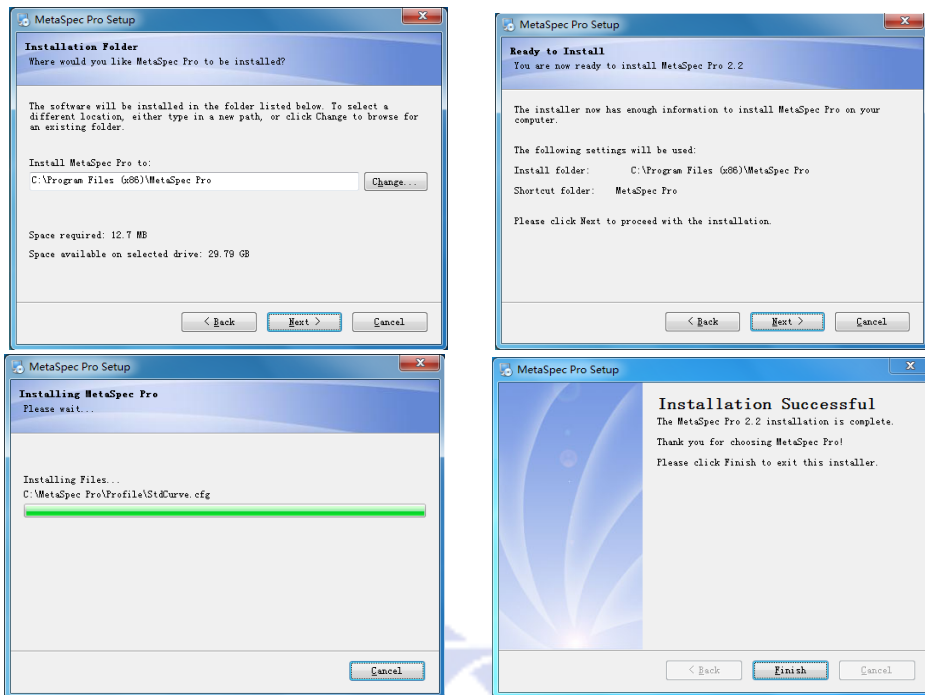 MetaSpec Pro Setup
Installation Folder
Where would you like MetaSpec Pro to be installed?
The software will be installed in the folder listed below. To select a
different location, either type in a new path, or click Change to browse for
an existing folder.
Install MetaSpec Pro to:
C:\Program Files (x86)\MetaSpec Pro
Change...
Space required: 12.7 MB
Space available on selected drive: 29.79 GB
< Back
Next >
Cancel
MetaSpec Pro Setup
Ready to Install
You are now ready to install MetaSpec Pro 2.2
The installer now has enough information to install MetaSpec Pro on your
computer.
The following settings will be used:
Install folder: C:\Program Files (x86)\MetaSpec Pro
Shortcut folder: MetaSpec Pro
Please click Next to proceed with the installation.
< Back
Next >
Cancel
MetaSpec Pro Setup
Installing MetaSpec Pro
Please wait...
Installing Files...
C:\MetaSpec Pro\Profile\StdCurve.cfg
Cancel
MetaSpec Pro Setup
Installation Successful
The MetaSpec Pro 2.2 installation is complete.
Thank you for choosing MetaSpec Pro!
Please click Finish to exit this installer.
< Back
Finish
Cancel